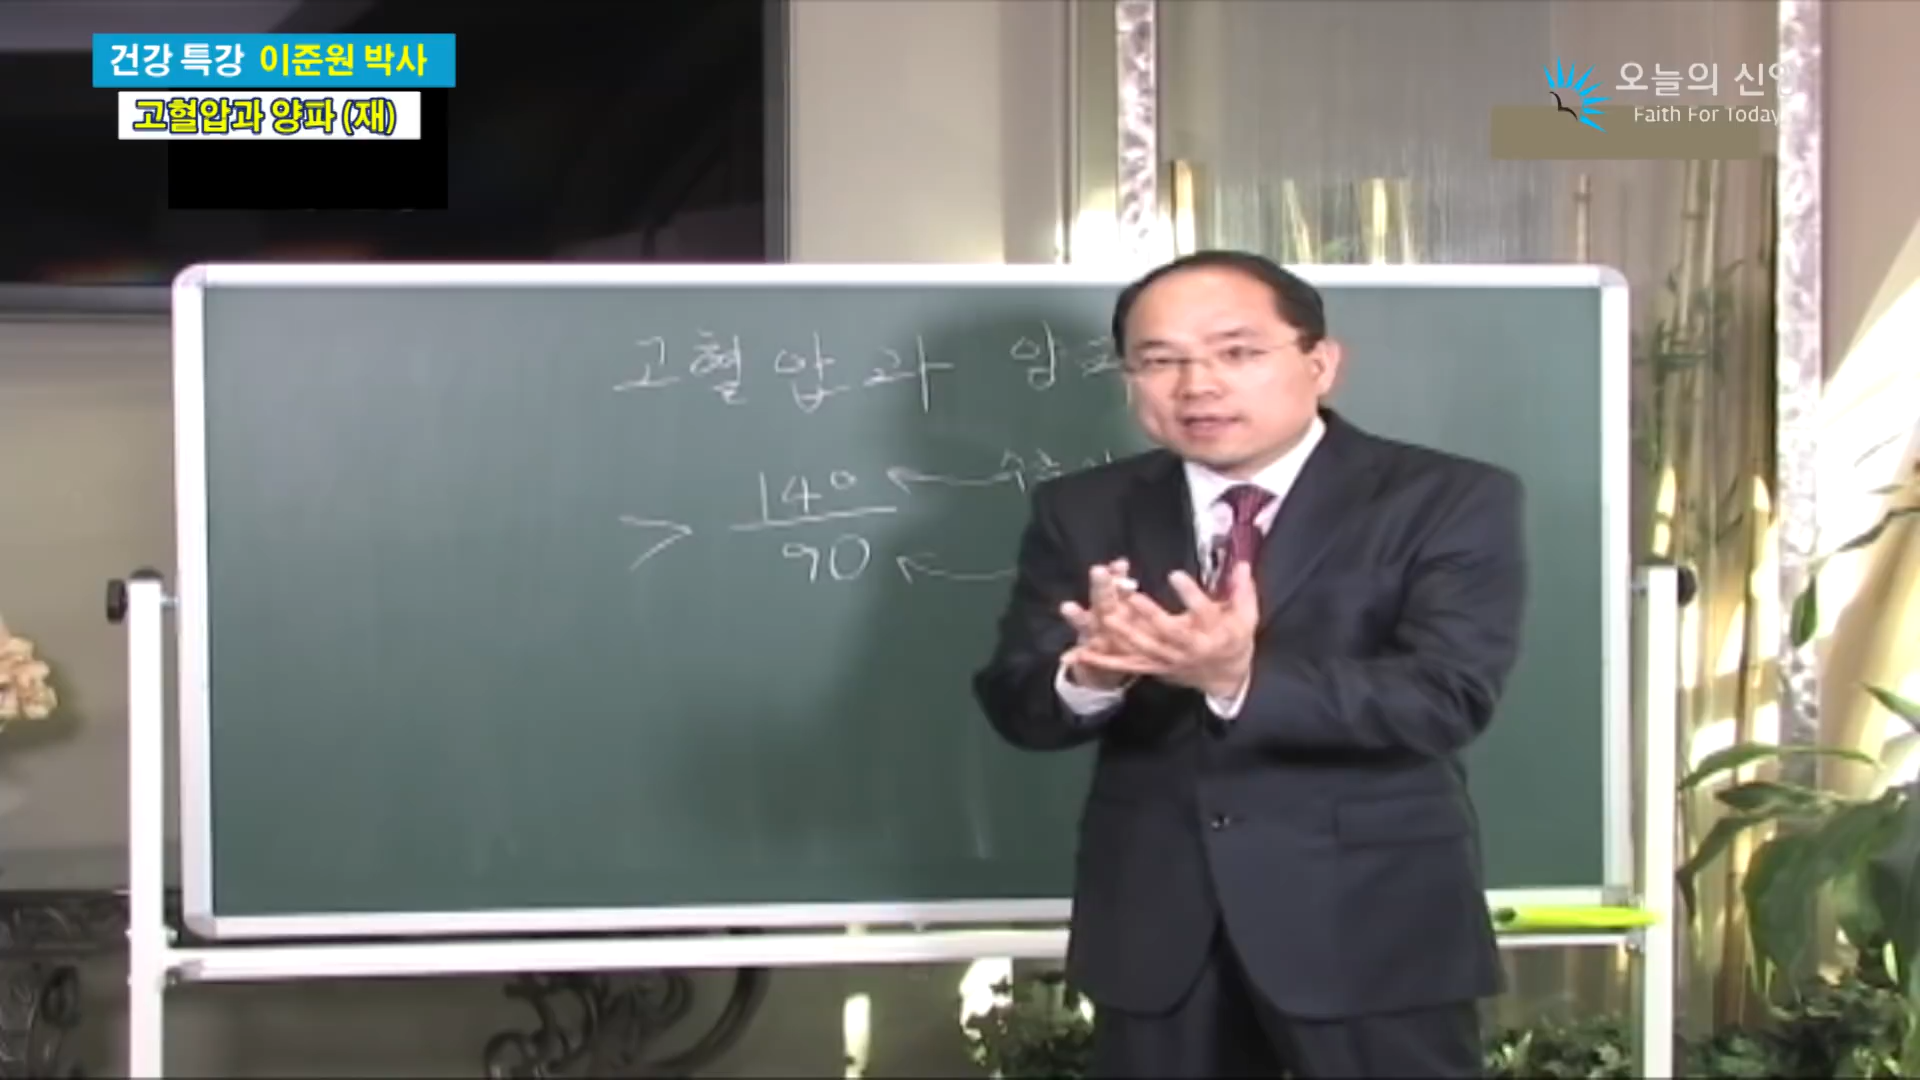 건강 특강 이준원 박사
고혈압과 양파 (재)
오늘의 신앙
Faith For Today
고혈압과
140
> 90